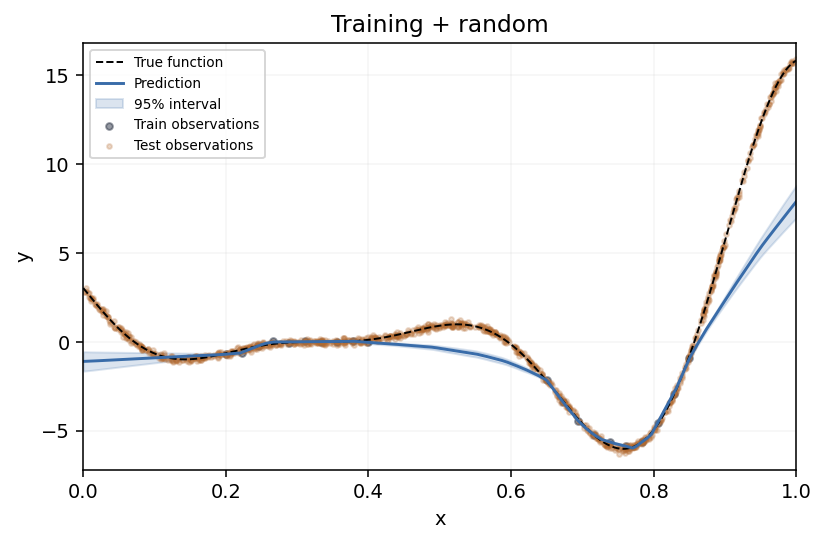 Training + random
True function
Prediction
95% interval
Train observations
Test observations
y
15
10
5
0
−5
0.0 0.2 0.4 0.6 0.8 1.0
x